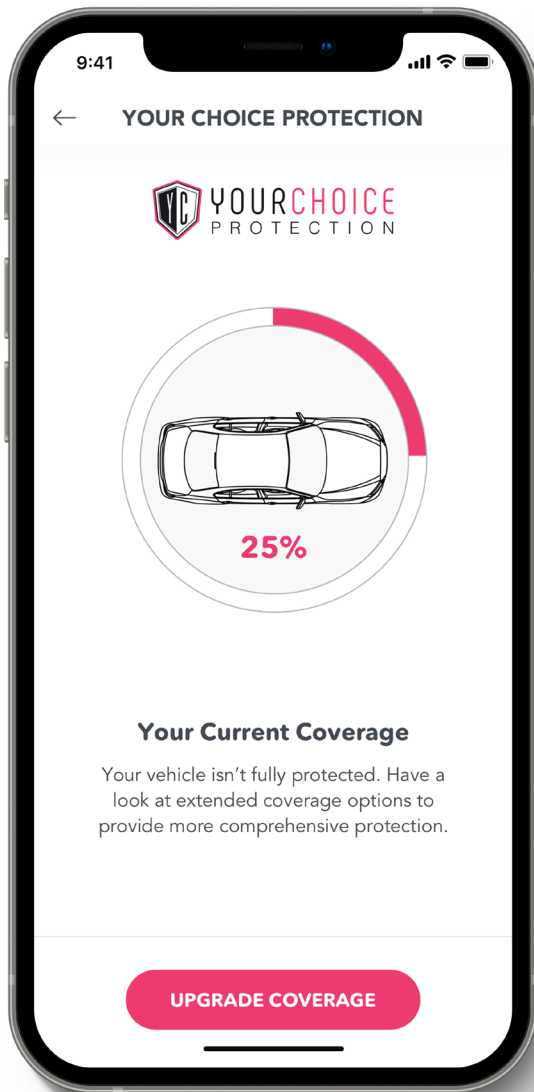 9:41
YOUR CHOICE PROTECTION
YC YOURCHOICE
PROTECTION
25%
Your Current Coverage
Your vehicle isn’t fully protected. Have a
look at extended coverage options to
provide more comprehensive protection.
UPGRADE COVERAGE